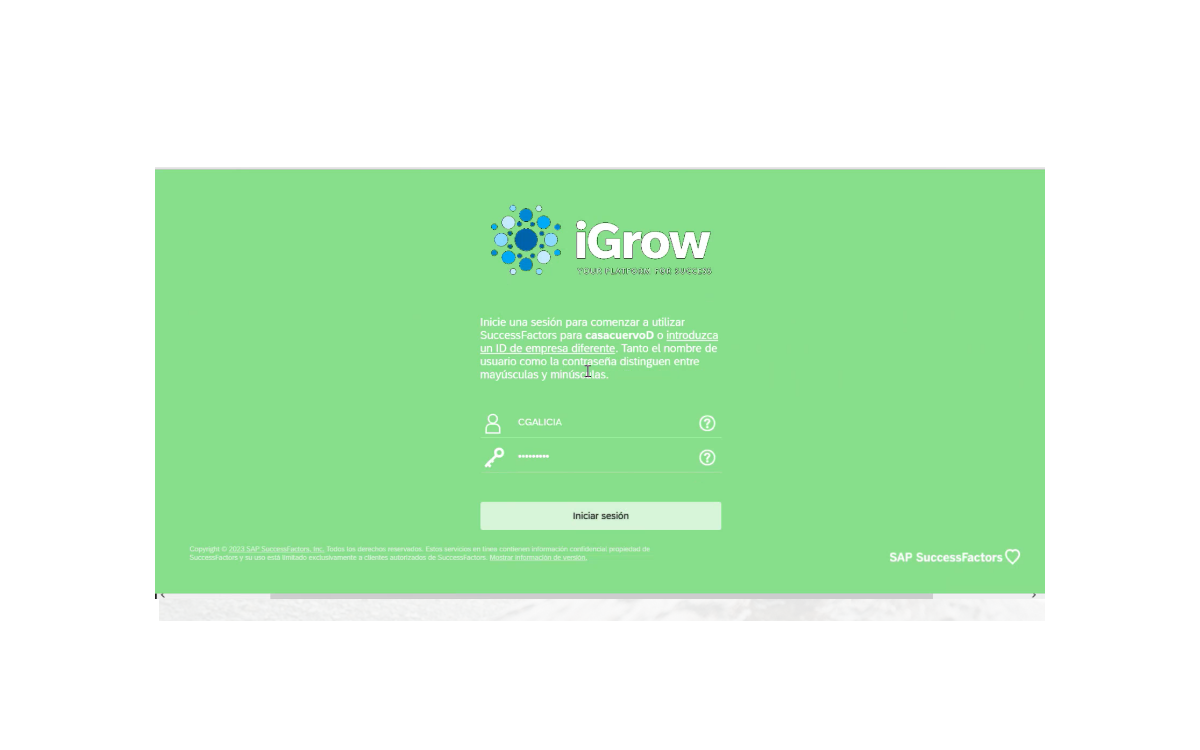 iGrow
YOUR PLATFORM FOR SUCCESS
Inicie una sesión para comenzar a utilizar
SuccessFactors para casacuervoD o introduzca
un ID de empresa diferente. Tanto el nombre de
usuario como la contraseña distinguen entre
mayúsculas y minúsculas.
CGALICIA
Iniciar sesión
Copyright © 2023 SAP SuccessFactors, Inc. Todos los derechos reservados. Estos servicios en línea contienen información confidencial propiedad de
SuccessFactors y su uso está limitado exclusivamente a clientes autorizados de SuccessFactors. Mostrar información de versión.
SAP SuccessFactors